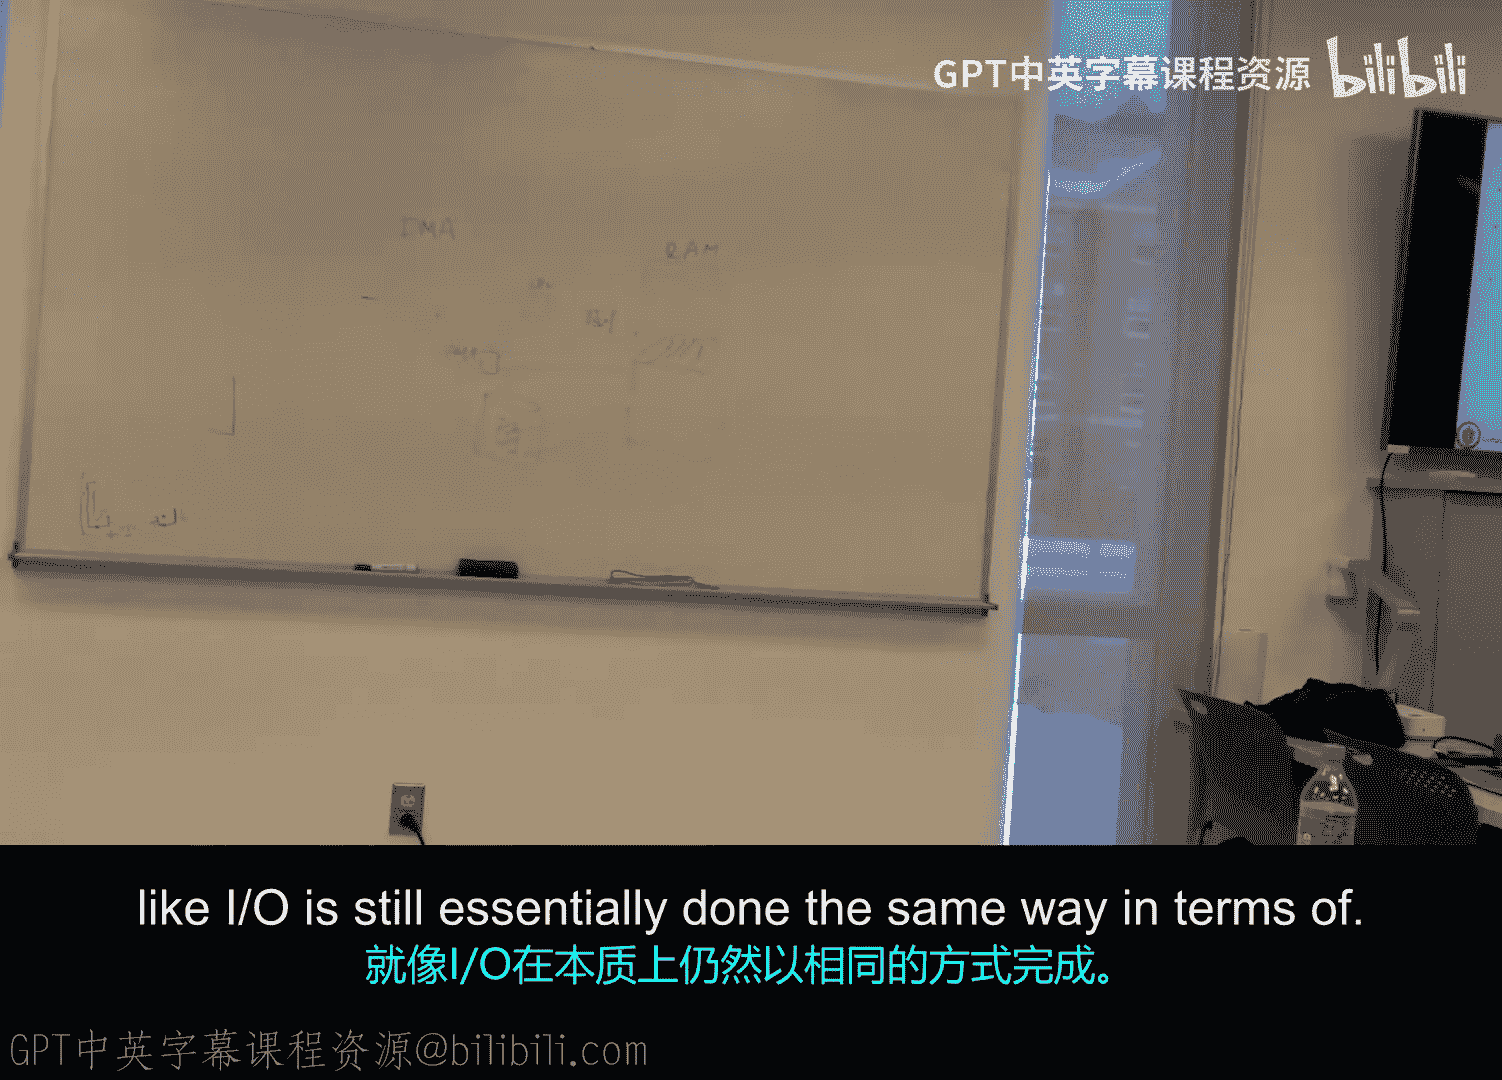 GPT中英字幕课程资源 bilibili
DMA
RAM
like I/O is still essentially done the same way in terms of.
就像I/O在本质上仍然以相同的方式完成。
GPT中英字幕课程资源@bilibili.com